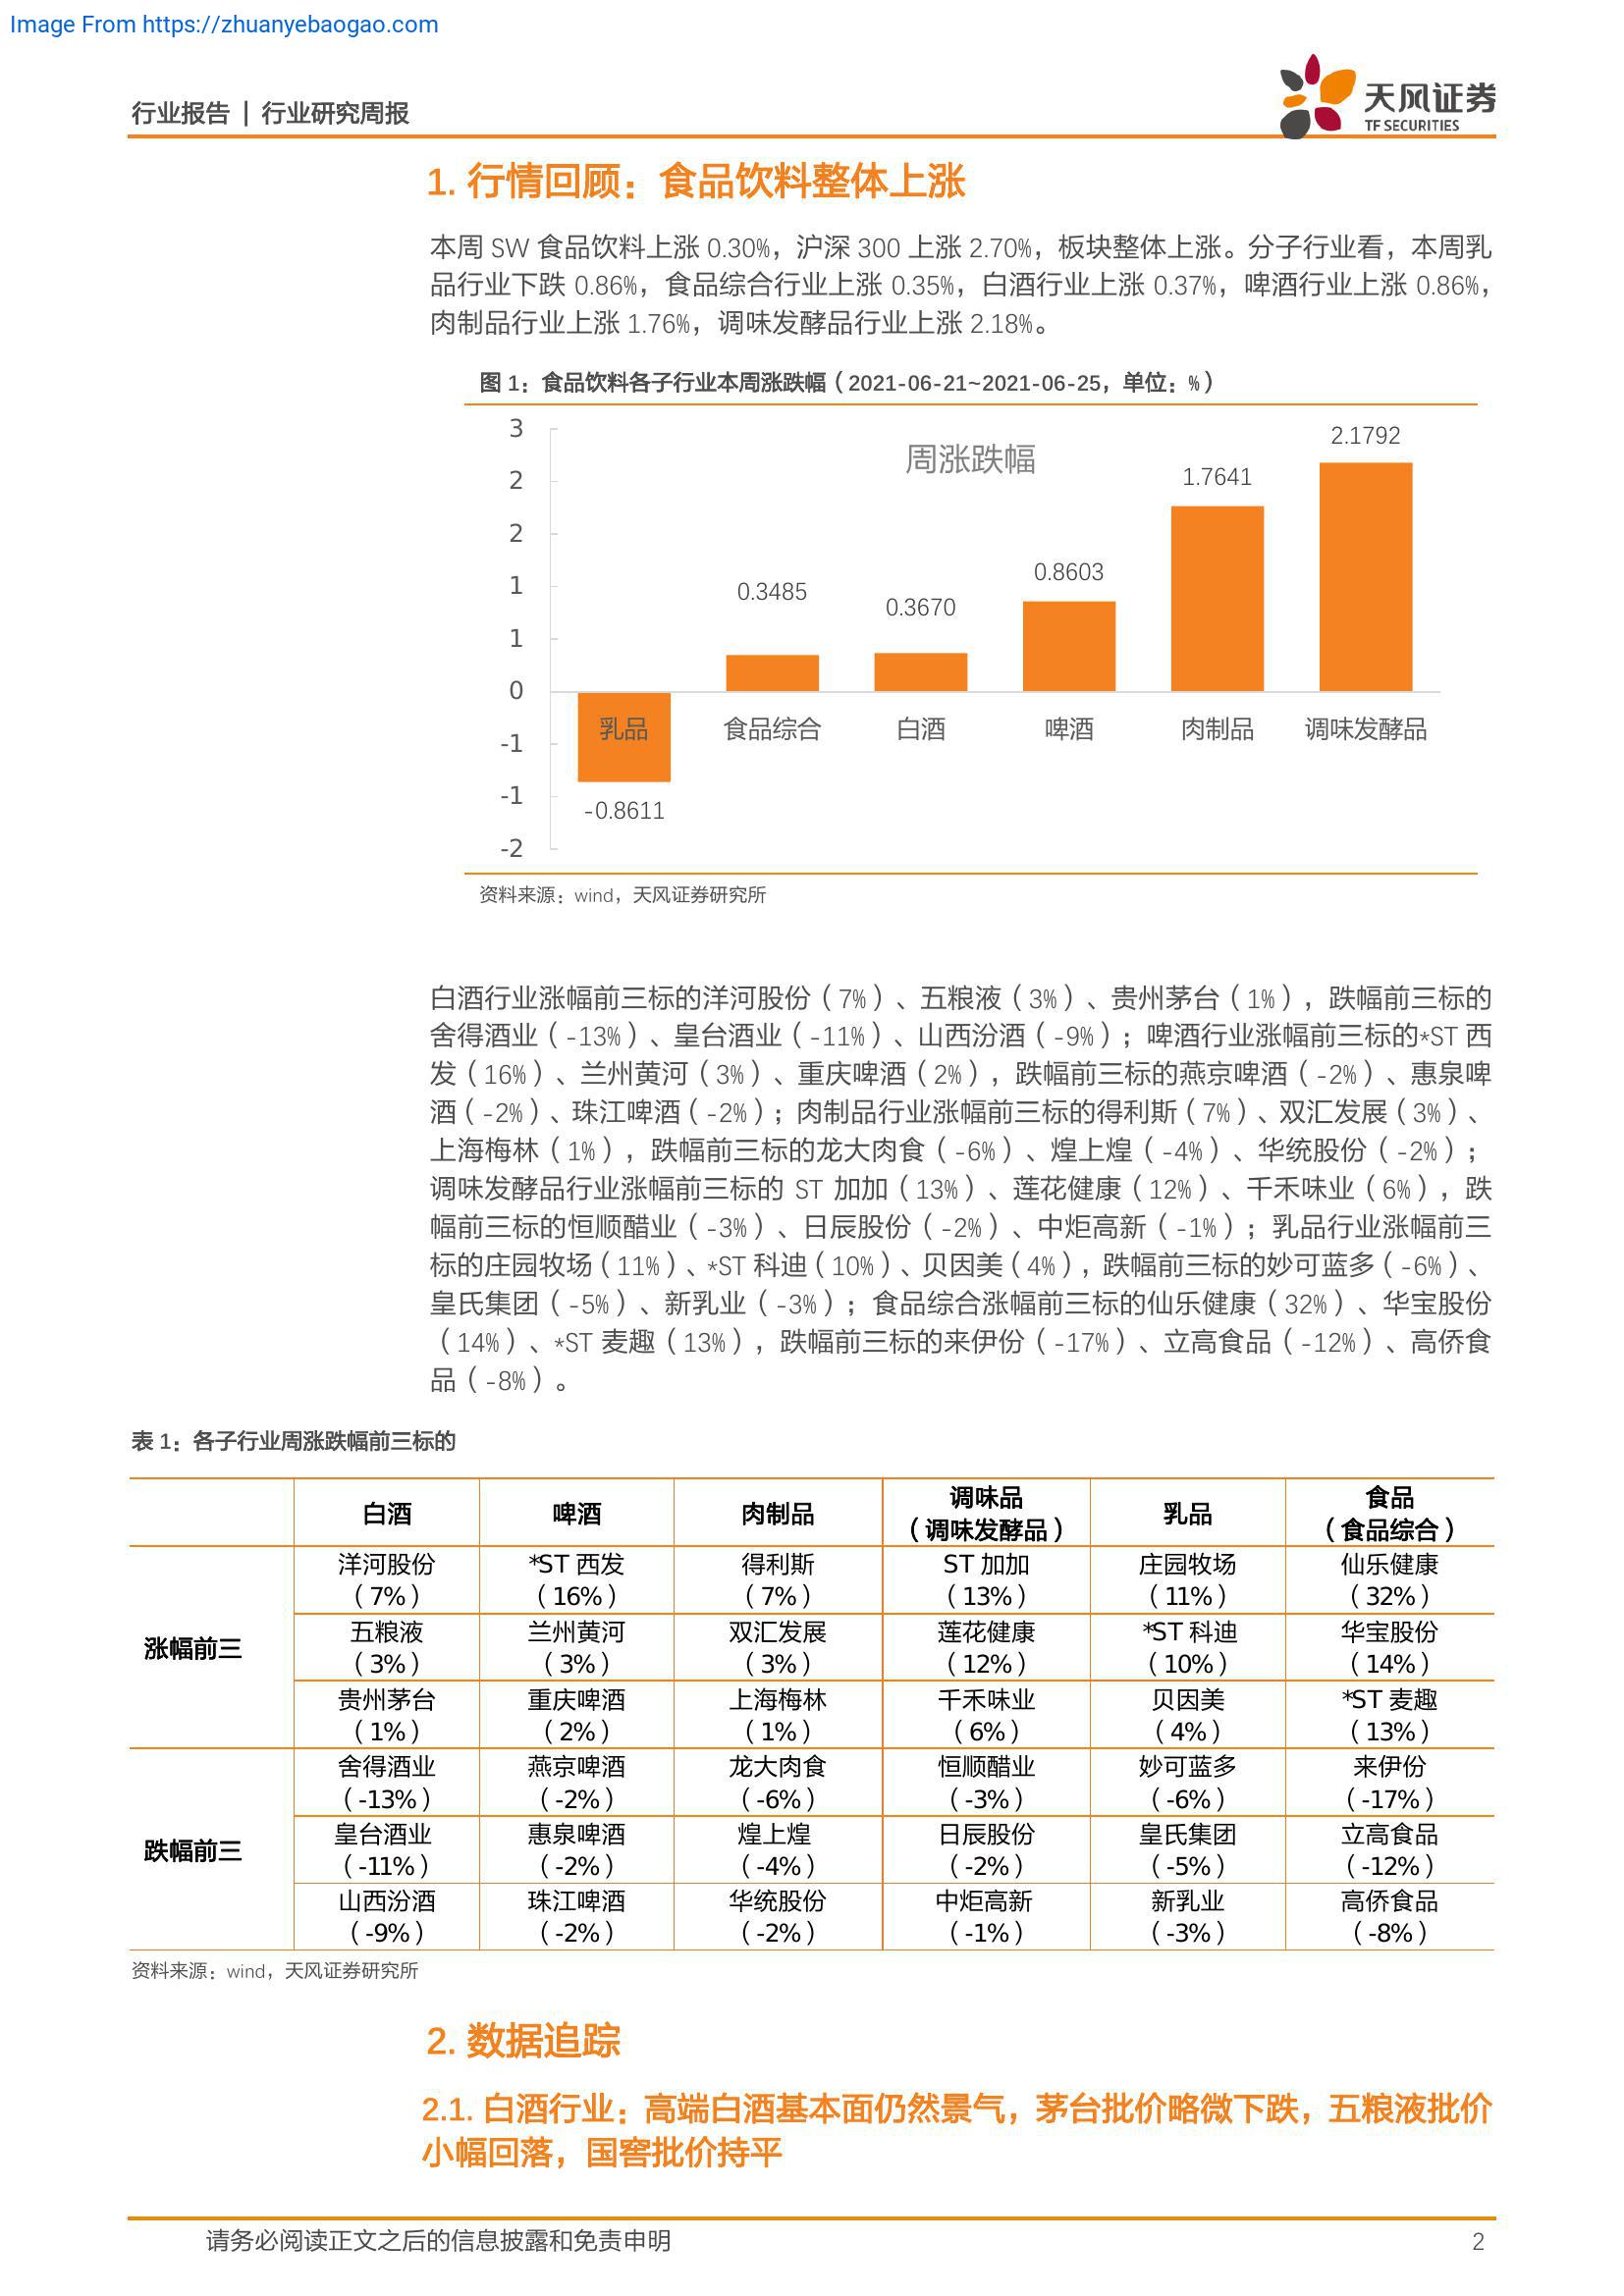 Image From https://zhuanyebaogao.com
行业报告 | 行业研究周报
天风证券
TF SECURITIES
1. 行情回顾：食品饮料整体上涨
本周 SW 食品饮料上涨 0.30%，沪深 300 上涨 2.70%，板块整体上涨。分子行业看，本周乳
品行业下跌 0.86%，食品综合行业上涨 0.35%，白酒行业上涨 0.37%，啤酒行业上涨 0.86%，
肉制品行业上涨 1.76%，调味发酵品行业上涨 2.18%。
图 1：食品饮料各子行业本周涨跌幅（2021-06-21~2021-06-25，单位：%）
周涨跌幅
3
2
2
1
1
0
-1
-1
-2
-0.8611
0.3485
0.3670
0.8603
1.7641
2.1792
乳品
食品综合
白酒
啤酒
肉制品
调味发酵品
资料来源：wind，天风证券研究所
白酒行业涨幅前三标的洋河股份（7%）、五粮液（3%）、贵州茅台（1%），跌幅前三标的
舍得酒业（-13%）、皇台酒业（-11%）、山西汾酒（-9%）；啤酒行业涨幅前三标的*ST 西
发（16%）、兰州黄河（3%）、重庆啤酒（2%），跌幅前三标的燕京啤酒（-2%）、惠泉啤
酒（-2%）、珠江啤酒（-2%）；肉制品行业涨幅前三标的得利斯（7%）、双汇发展（3%）、
上海梅林（1%），跌幅前三标的龙大肉食（-6%）、煌上煌（-4%）、华统股份（-2%）；
调味发酵品行业涨幅前三标的 ST 加加（13%）、莲花健康（12%）、千禾味业（6%），跌
幅前三标的恒顺醋业（-3%）、日辰股份（-2%）、中炬高新（-1%）；乳品行业涨幅前三
标的庄园牧场（11%）、*ST 科迪（10%）、贝因美（4%），跌幅前三标的妙可蓝多（-6%）、
皇氏集团（-5%）、新乳业（-3%）；食品综合涨幅前三标的仙乐健康（32%）、华宝股份
（14%）、*ST 麦趣（13%），跌幅前三标的来伊份（-17%）、立高食品（-12%）、高侨食
品（-8%）。
表 1：各子行业周涨跌幅前三标的
白酒 啤酒 肉制品 调味品 乳品 食品
（调味发酵品） （食品综合）
涨幅前三
洋河股份 *ST 西发 得利斯 ST 加加 庄园牧场 仙乐健康
（7%） （16%） （7%） （13%） （11%） （32%）
五粮液 兰州黄河 双汇发展 莲花健康 *ST 科迪 华宝股份
（3%） （3%） （3%） （12%） （10%） （14%）
贵州茅台 重庆啤酒 上海梅林 千禾味业 贝因美 *ST 麦趣
（1%） （2%） （1%） （6%） （4%） （13%）
跌幅前三
舍得酒业 燕京啤酒 龙大肉食 恒顺醋业 妙可蓝多 来伊份
（-13%） （-2%） （-6%） （-3%） （-6%） （-17%）
皇台酒业 惠泉啤酒 煌上煌 日辰股份 皇氏集团 立高食品
（-11%） （-2%） （-4%） （-2%） （-5%） （-12%）
山西汾酒 珠江啤酒 华统股份 中炬高新 新乳业 高侨食品
（-9%） （-2%） （-2%） （-1%） （-3%） （-8%）
资料来源：wind，天风证券研究所
2. 数据追踪
2.1. 白酒行业：高端白酒基本面仍然景气，茅台批价略微下跌，五粮液批价
小幅回落，国窖批价持平
请务必阅读正文之后的信息披露和免责申明
2